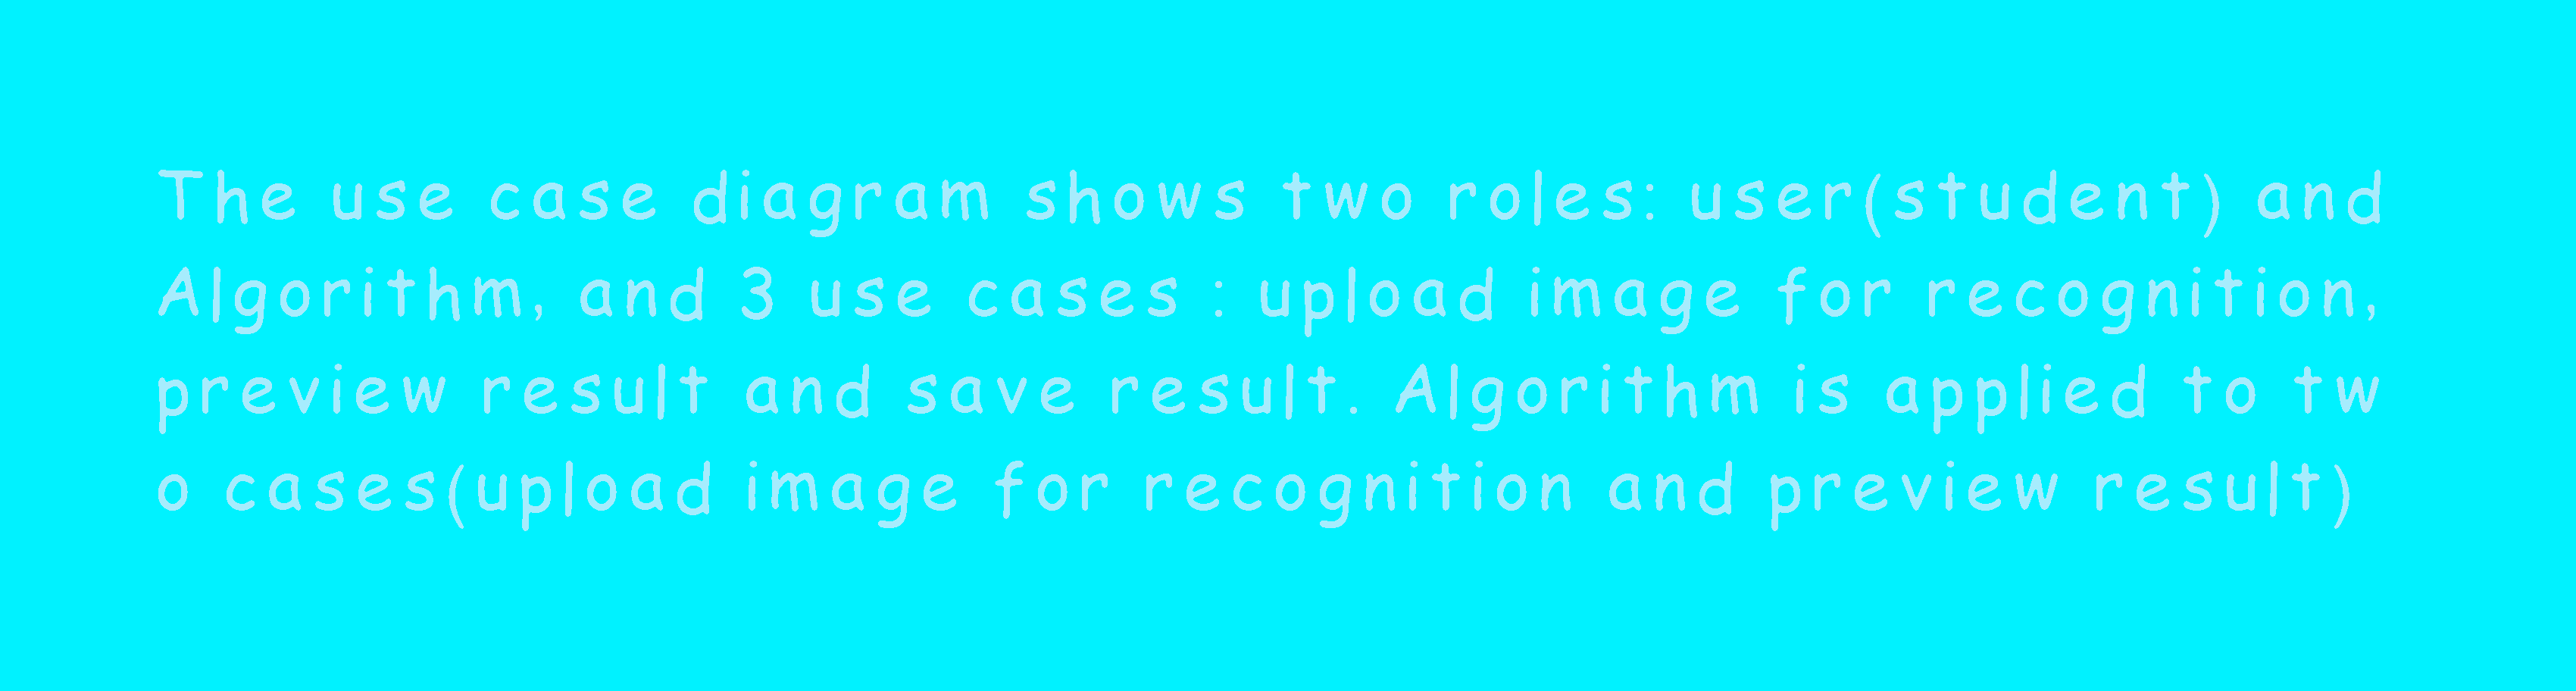 The use case diagram shows two roles: user(student) and
Algorithm, and 3 use cases : upload image for recognition,
preview result and save result. Algorithm is applied to tw
o cases(upload image for recognition and preview result)